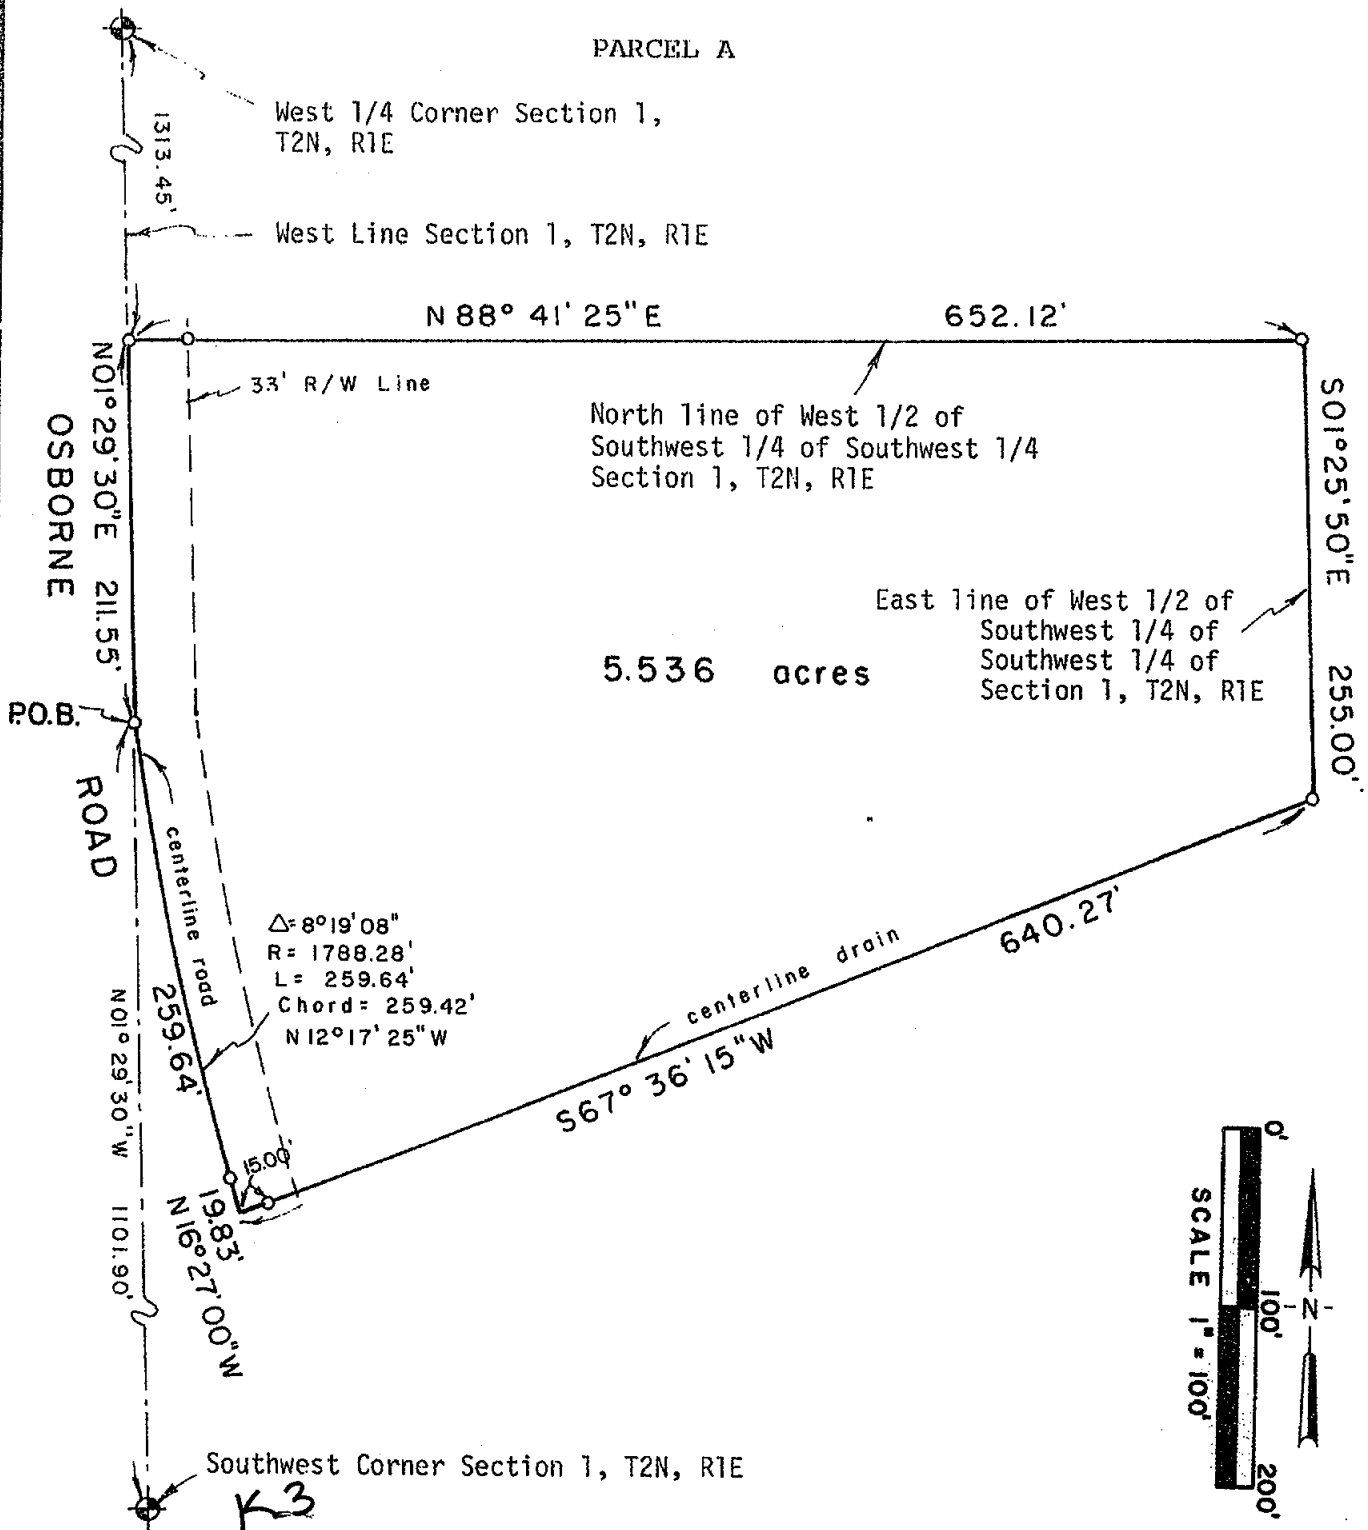 PARCEL A
West 1/4 Corner Section 1,
T2N, R1E
1313.45'
West Line Section 1, T2N, R1E
N 88° 41' 25" E 652.12'
33' R/W Line
North line of West 1/2 of
Southwest 1/4 of Southwest 1/4
Section 1, T2N, R1E
N01°29'30"E 211.55'
OSBORNE
ROAD
S01°25'50"E 255.00'
East line of West 1/2 of
Southwest 1/4 of
Southwest 1/4 of
Section 1, T2N, R1E
5.536 acres
P.O.B.
centerline road
259.64'
Δ=8°19'08"
R= 1788.28'
L= 259.64'
Chord= 259.42'
N 12°17' 25" W
centerline drain
640.27'
S67° 36' 15" W
15.00'
19.83'
N 16° 27' 00" W
N01° 29'30" W 1101.90'
0'
100'
200'
SCALE 1" = 100'
N
Southwest Corner Section 1, T2N, R1E
K3